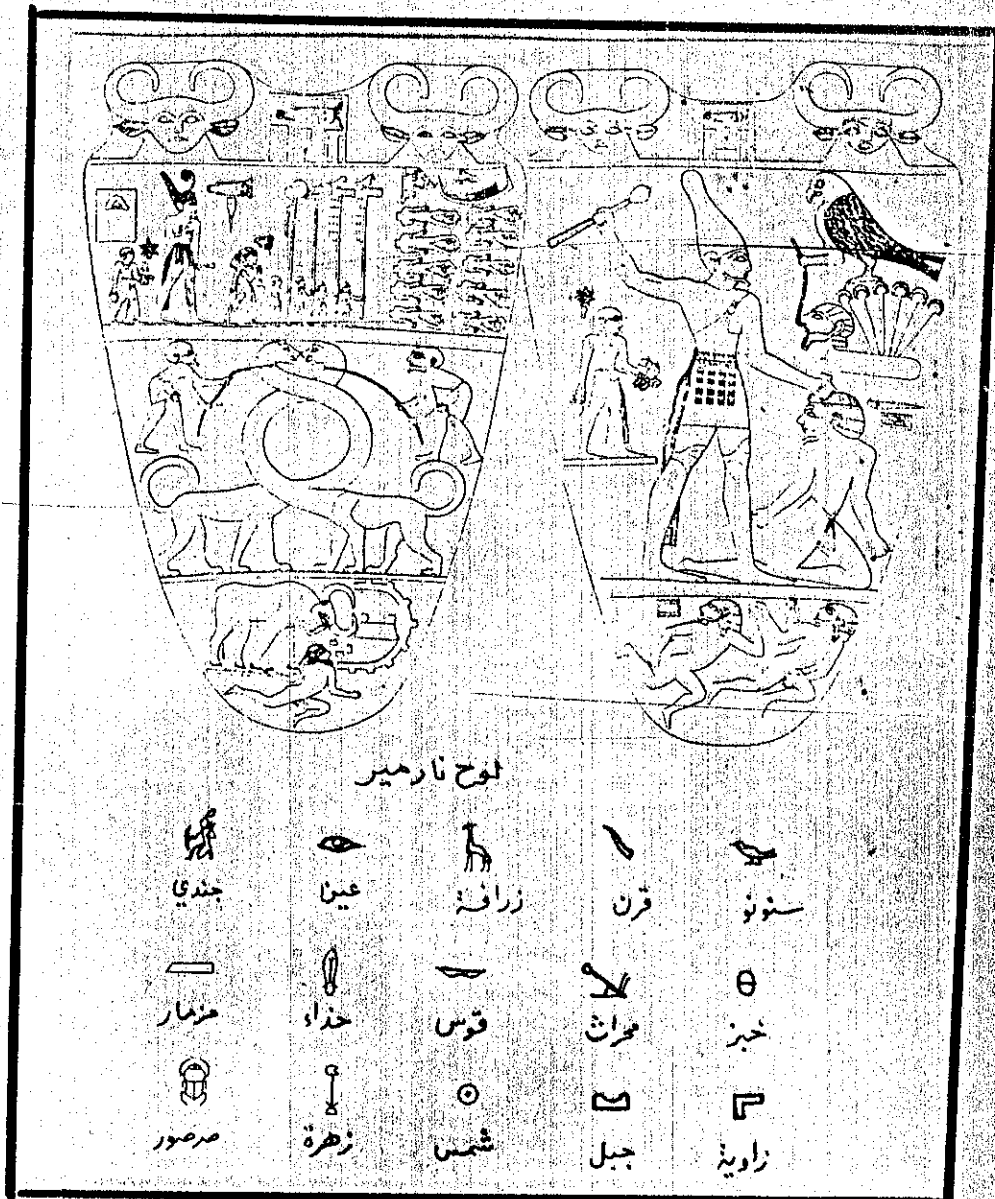 لوح نارمير
سنونو قرن زرافة عين جندي
خبز محراث قوس حذاء مزمار
زاوية جبل شمس زهرة صرصور